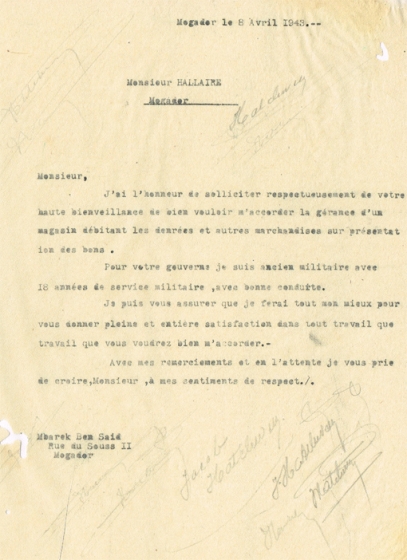 Mogador le 8 Avril 1943.--
Monsieur HALLAIRE
Mogador
Monsieur,
J'ai l'honneur de solliciter respectueusement de votre
haute bienveillance de bien vouloir m'accorder la gérance d'un
magasin débitant les denrées et autres marchandises sur présentat
ion des bons .
Pour votre gouverne je suis ancien militaire avec
18 années de service militaire ,avec bonne conduite.
Je puis vous assurer que je ferai tout mon mieux pour
vous donner pleine et entière satisfaction dans tout travail que
travail que vous voudrez bien m'accorder.-
Avec mes remerciements et en l'attente je vous prie
de croire,Monsieur ,à mes sentiments de respect./.
Mbarek Ben Said
Rue du Souss II
Mogador
Jacob